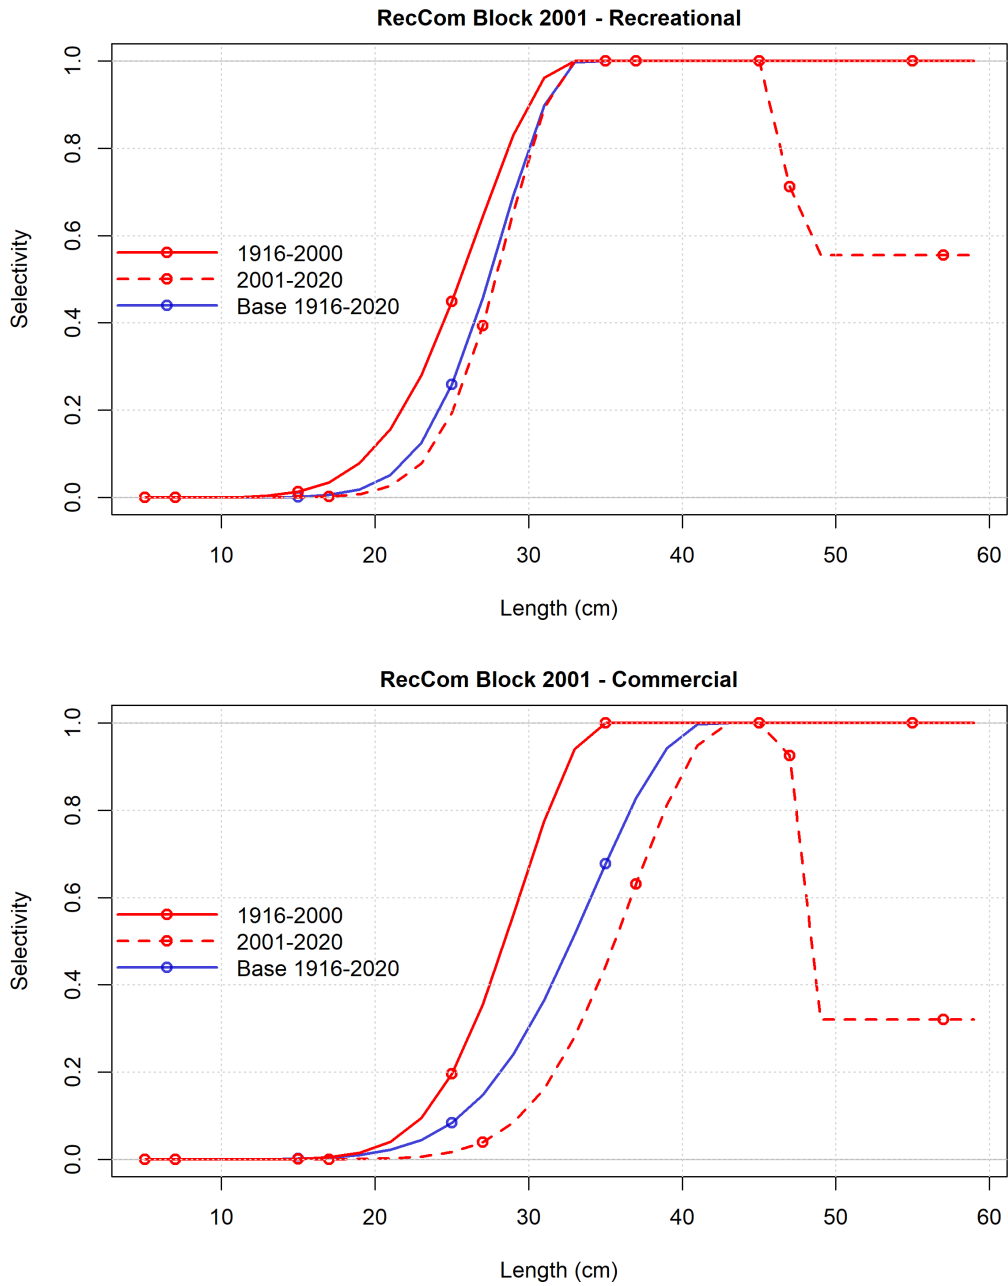 RecCom Block 2001 - Recreational
1.0
0.8
0.6
0.4
0.2
0.0
Selectivity
1916-2000
2001-2020
Base 1916-2020
10 20 30 40 50 60
Length (cm)
RecCom Block 2001 - Commercial
1.0
0.8
0.6
0.4
0.2
0.0
Selectivity
1916-2000
2001-2020
Base 1916-2020
10 20 30 40 50 60
Length (cm)